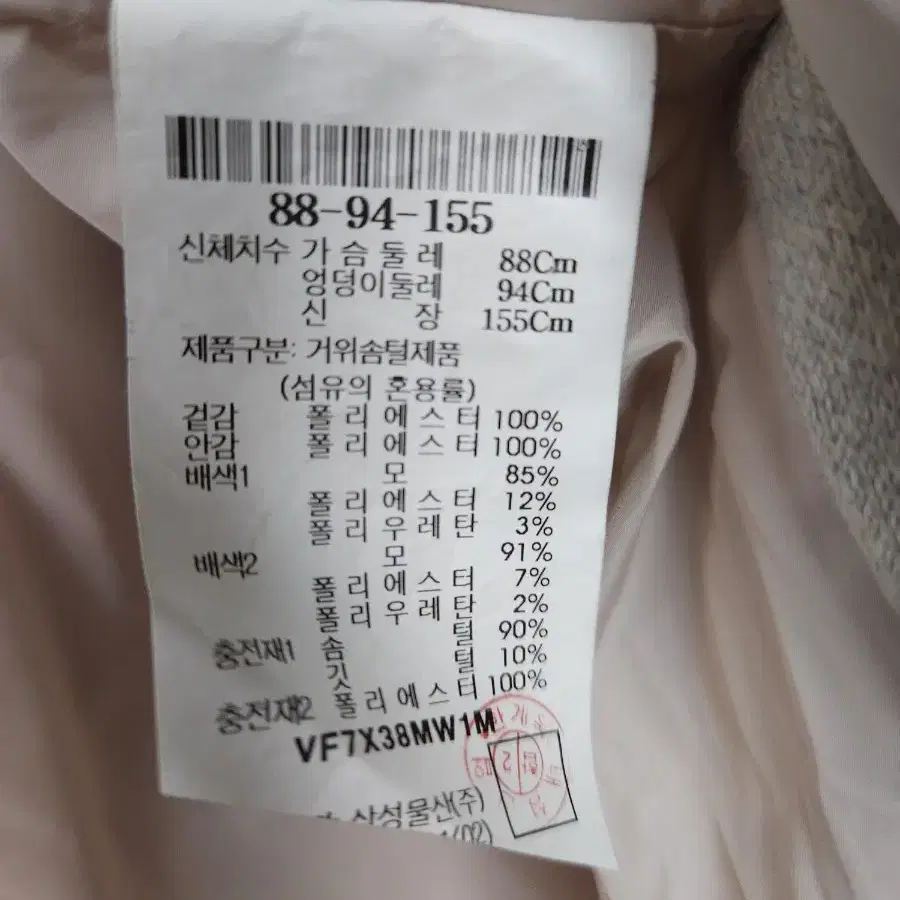 88-94-155
신체치수 가슴둘레 88Cm
엉덩이둘레 94Cm
신장 155Cm
제품구분: 거위솜털제품
(섬유의 혼용률)
겉감 폴리에스터 100%
안감 폴리에스터 100%
배색1 모 85%
폴리에스터 12%
폴리우레탄 3%
배색2 모 91%
폴리에스터 7%
폴리우레탄 2%
충전재1 솜털 90%
깃털 10%
충전재2 폴리에스터 100%
VF7X38MW1M
삼성물산(주)
(02)